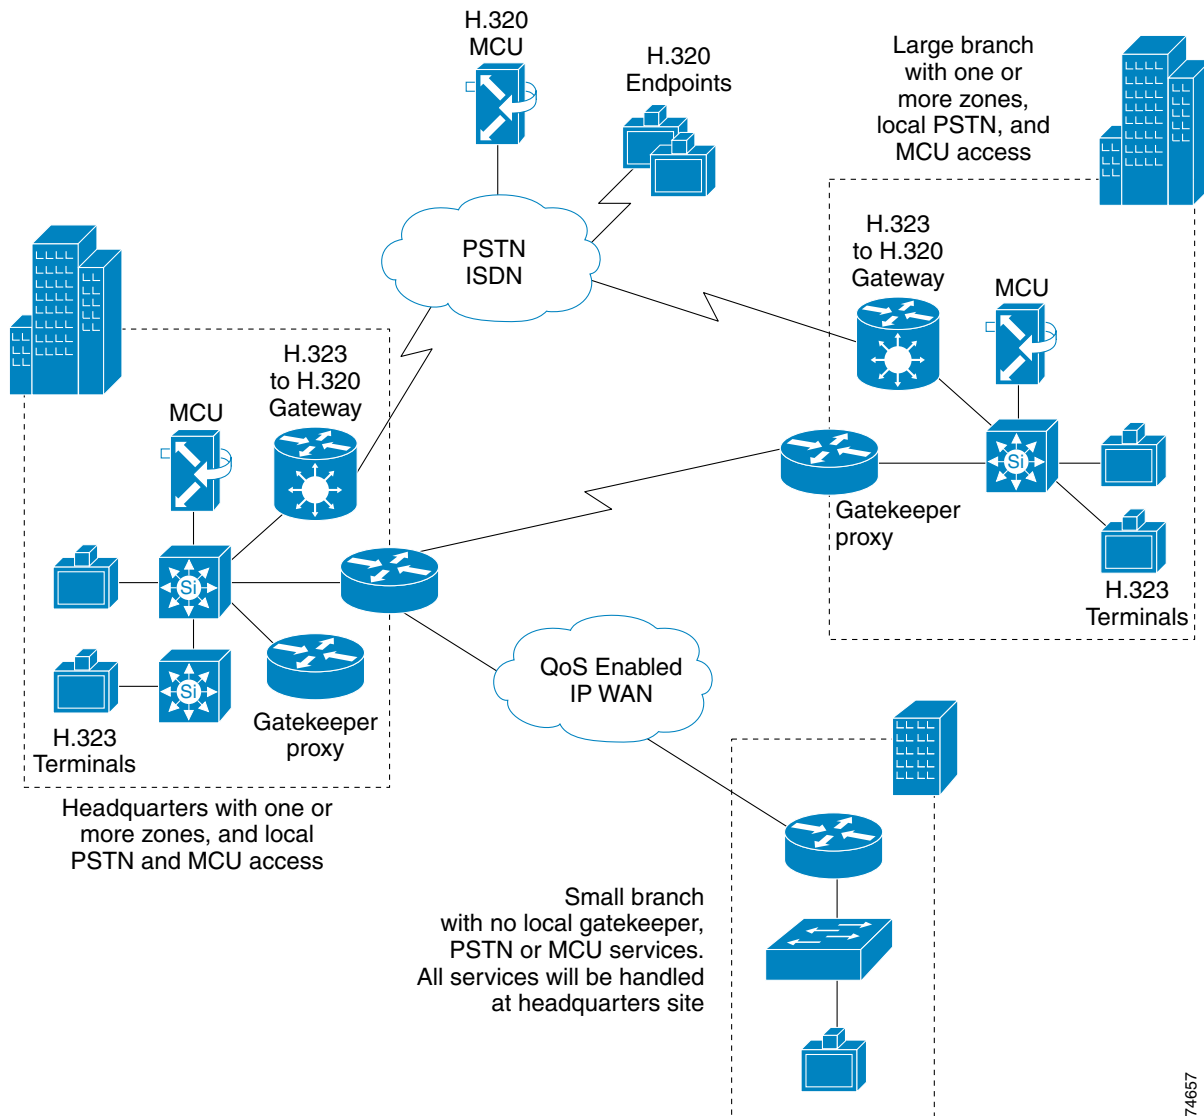 H.320
MCU
H.320
Endpoints
Large branch
with one or
more zones,
local PSTN, and
MCU access
PSTN
ISDN
H.323
to H.320
Gateway
MCU
H.323
to H.320
Gateway
MCU
Si
Gatekeeper
proxy
H.323
Terminals
Si
Si
QoS Enabled
IP WAN
Gatekeeper
proxy
H.323
Terminals
Headquarters with one or
more zones, and local
PSTN and MCU access
Small branch
with no local gatekeeper,
PSTN or MCU services.
All services will be handled
at headquarters site
74657